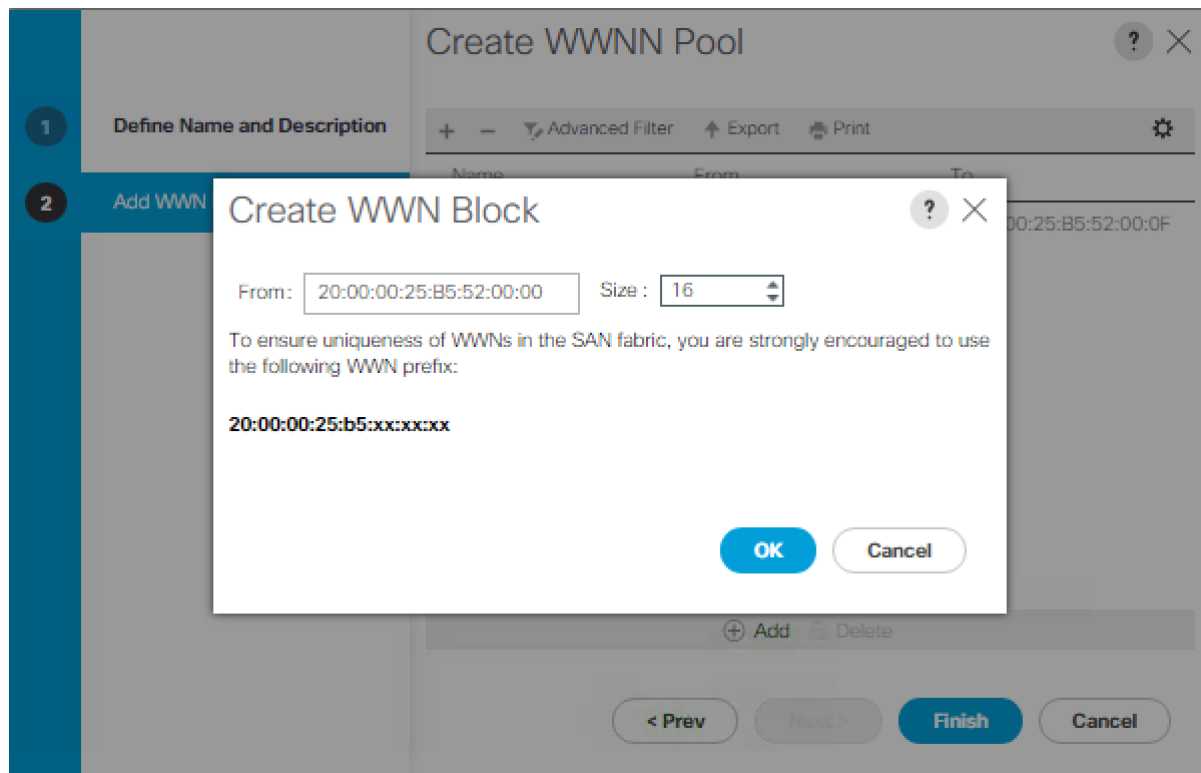 Create WWNN Pool
?
1 Define Name and Description
+ − Advanced Filter Export Print
Name From To
2 Add WWN
00:25:B5:52:00:0F
Create WWN Block
?
From: 20:00:00:25:B5:52:00:00 Size : 16
To ensure uniqueness of WWNs in the SAN fabric, you are strongly encouraged to use
the following WWN prefix:
20:00:00:25:b5:xx:xx:xx
OK Cancel
Add Delete
< Prev Next > Finish Cancel